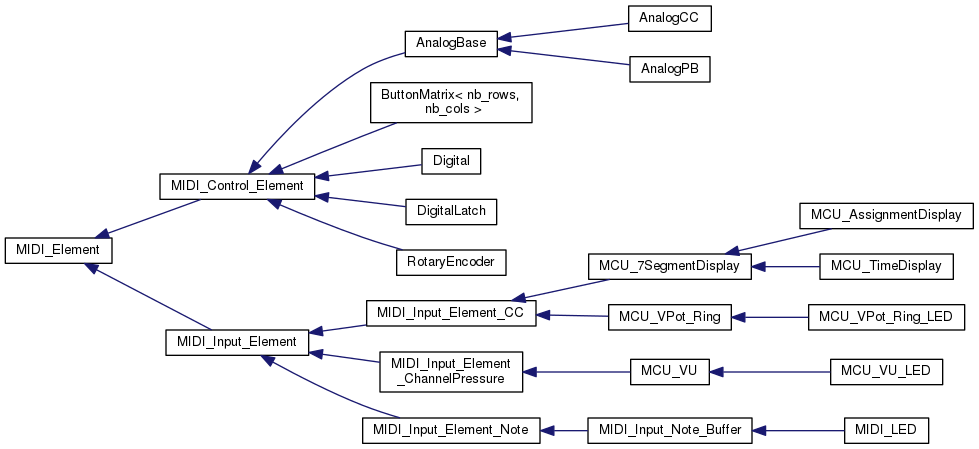 AnalogCC
AnalogBase
AnalogPB
ButtonMatrix< nb_rows,
nb_cols >
Digital
MIDI_Control_Element
DigitalLatch
MCU_AssignmentDisplay
MIDI_Element
RotaryEncoder
MCU_7SegmentDisplay
MCU_TimeDisplay
MIDI_Input_Element_CC
MCU_VPot_Ring
MCU_VPot_Ring_LED
MIDI_Input_Element
MIDI_Input_Element
_ChannelPressure
MCU_VU
MCU_VU_LED
MIDI_Input_Element_Note
MIDI_Input_Note_Buffer
MIDI_LED